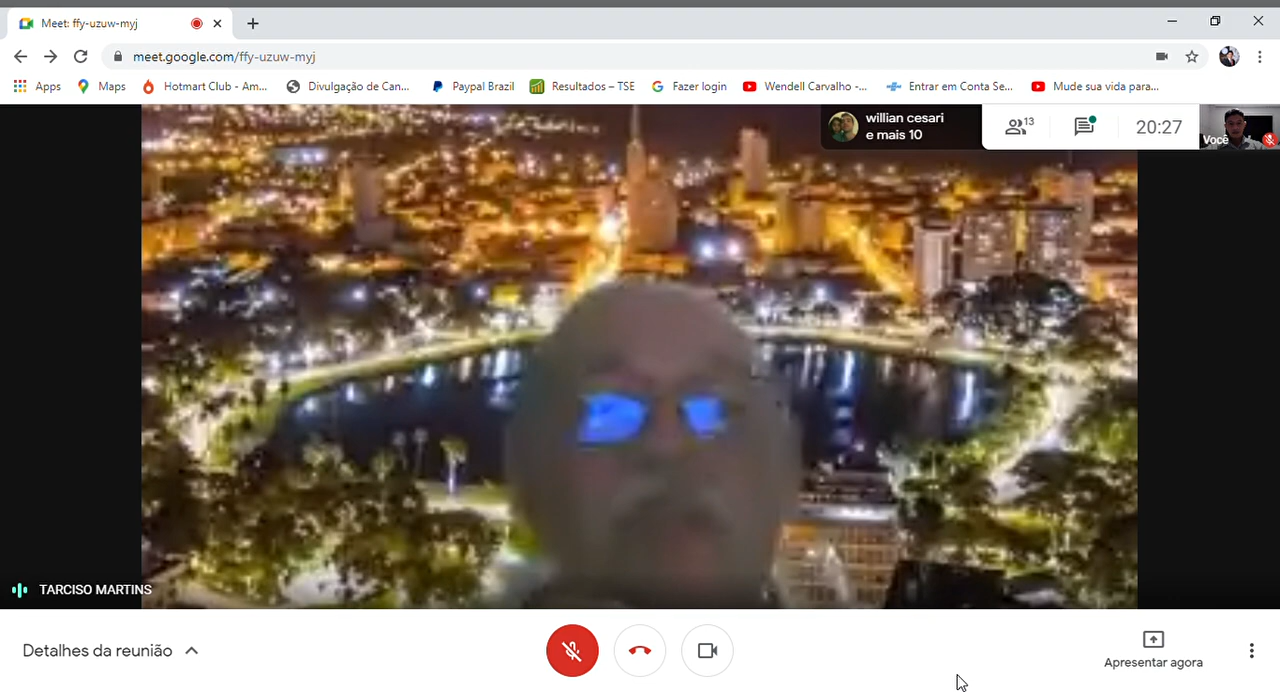 Meet: ffy-uzuw-myj
meet.google.com/ffy-uzuw-myj
Apps
Maps
Hotmart Club - Am...
Divulgação de Can...
Paypal Brazil
Resultados – TSE
Fazer login
Wendell Carvalho -...
Entrar em Conta Se...
Mude sua vida para...
willian cesari
e mais 10
13
20:27
Você
TARCISO MARTINS
Detalhes da reunião
Apresentar agora